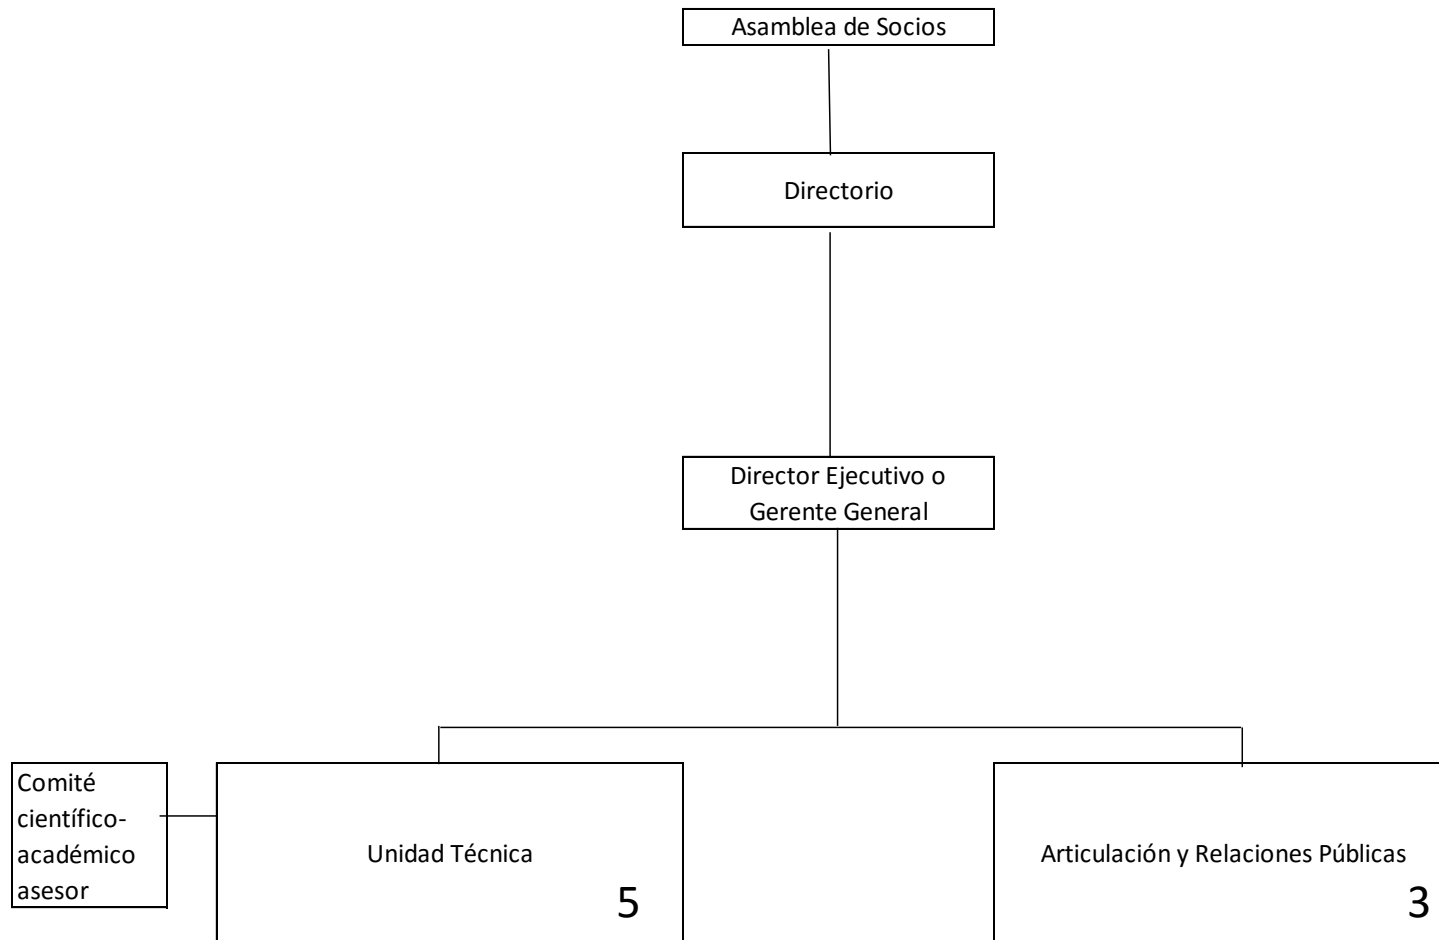 Asamblea de Socios
Directorio
Director Ejecutivo o
Gerente General
Comité
científico-
académico
asesor
Unidad Técnica
5
Articulación y Relaciones Públicas
3